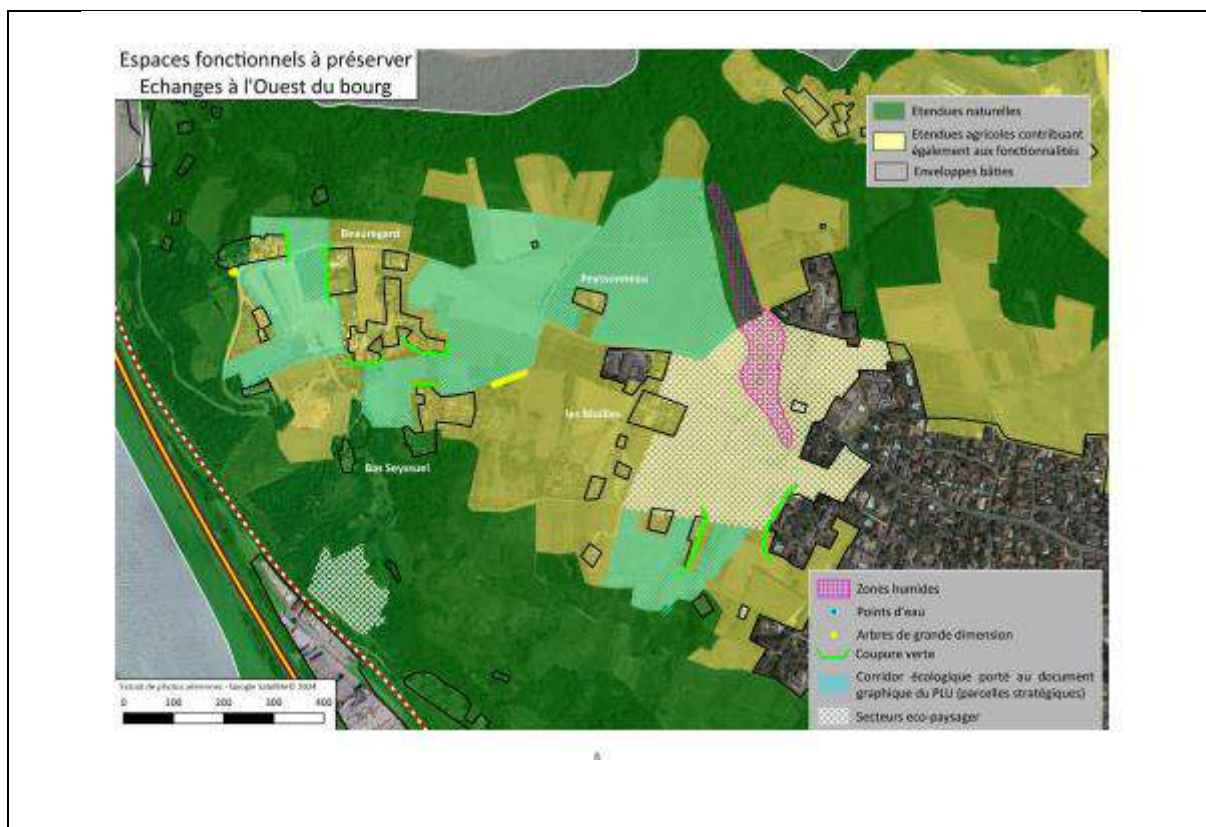 Espaces fonctionnels à préserver
Echanges à l'Ouest du bourg
Etendues naturelles
Etendues agricoles contribuant
également aux fonctionnalités
Enveloppes bâties
Beauregard
Peyssonneau
Bas Seyssuel
Zones humides
Points d'eau
Arbres de grande dimension
Coupure verte
Corridor écologique porté au document
graphique du PLU (parcelles stratégiques)
Secteurs eco-paysager
Extrait de photos aériennes - Google Satellite© 2024
0 100 200 300 400